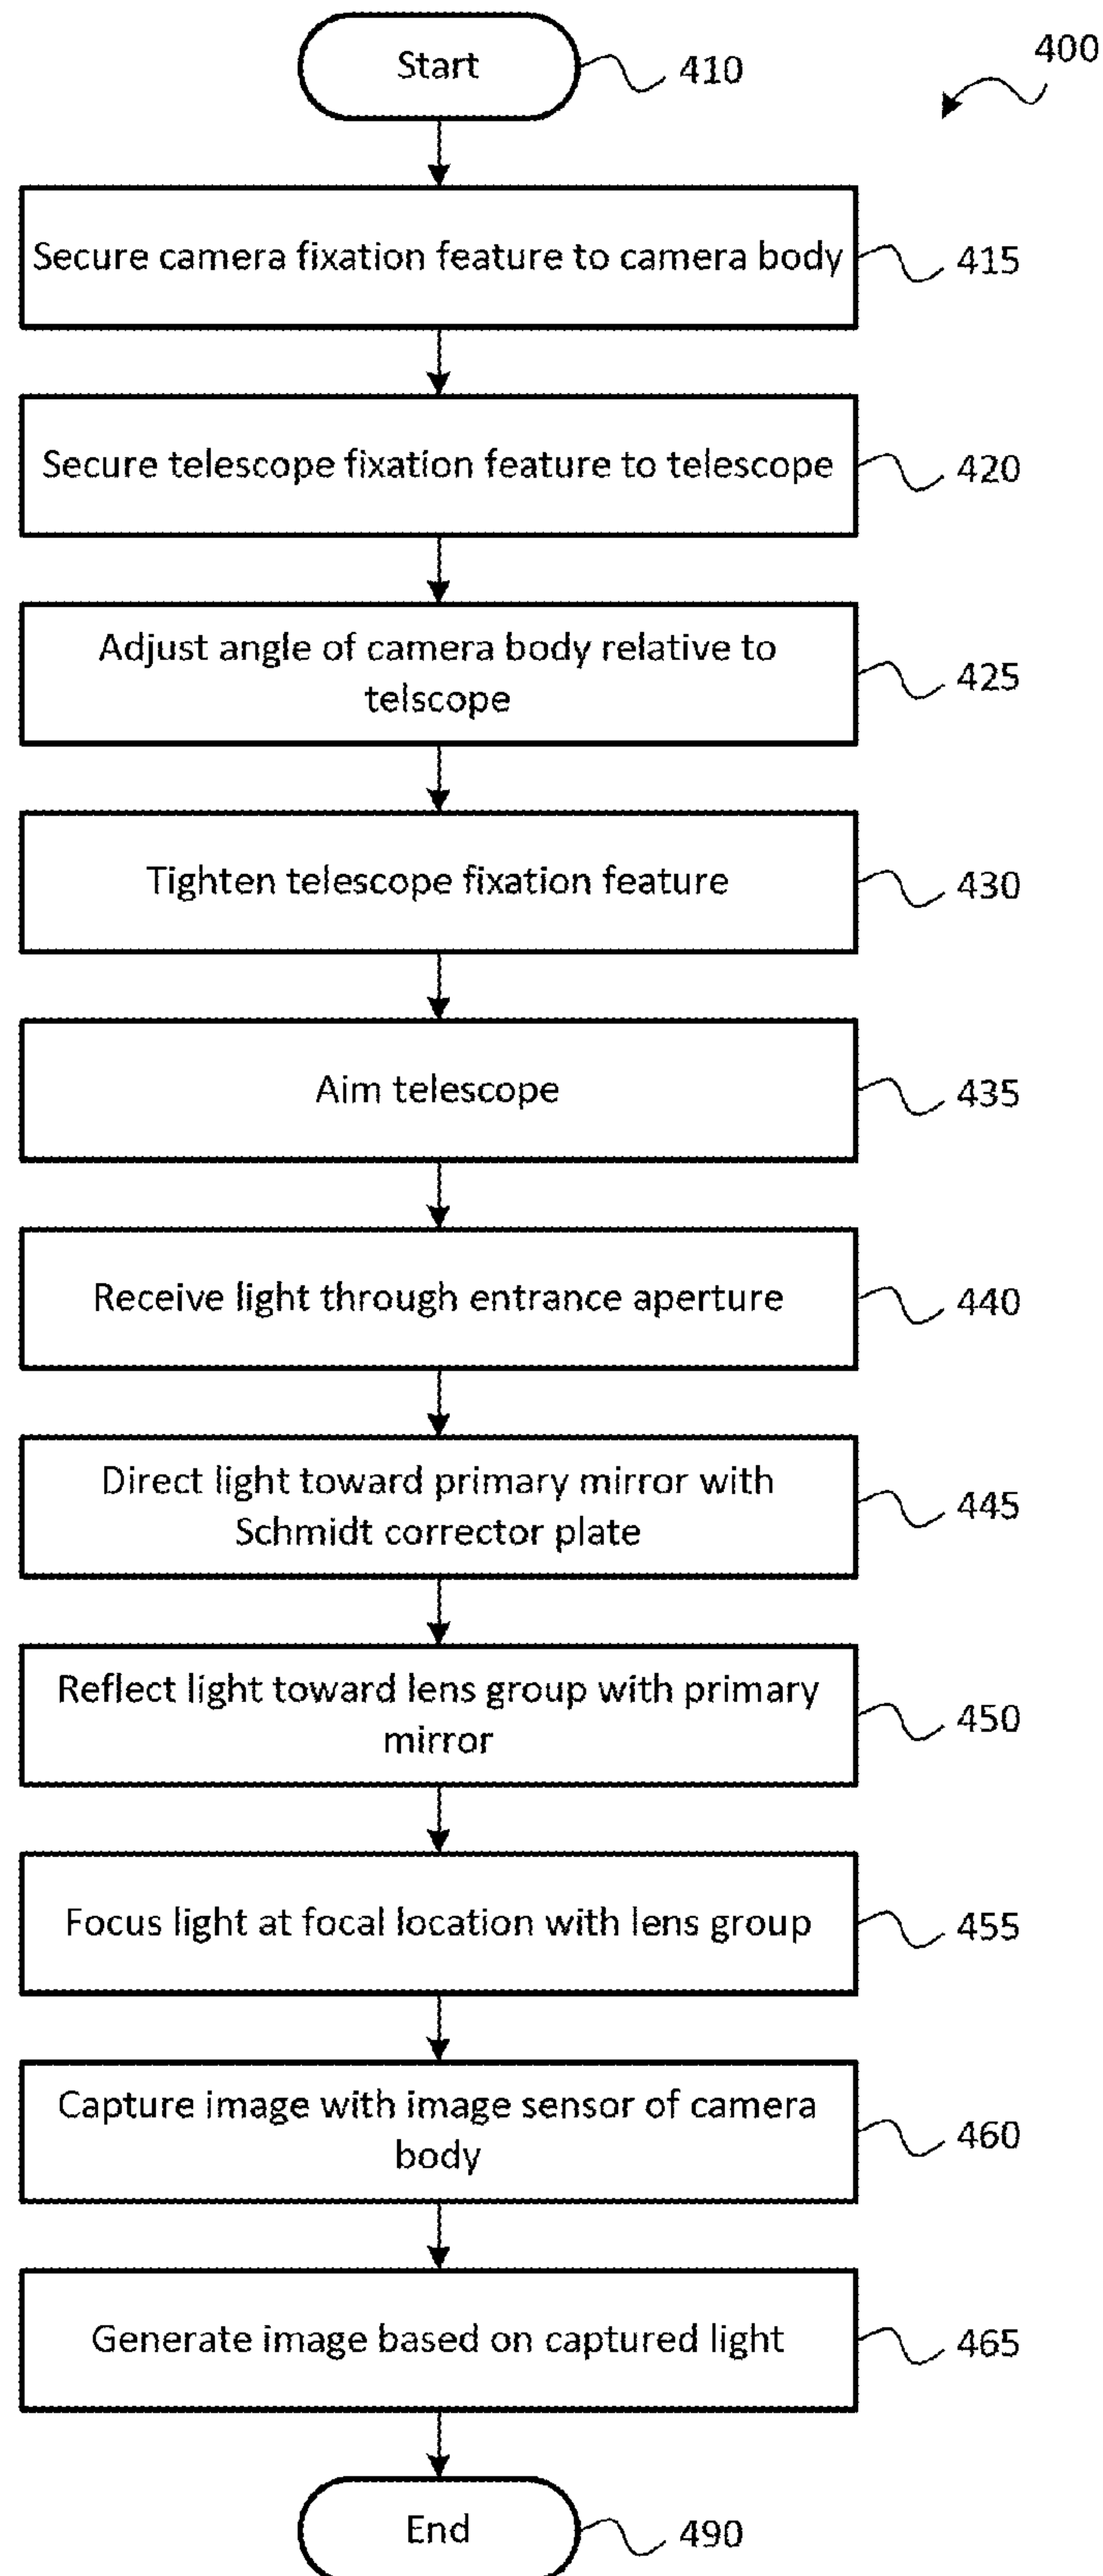 Start
410
400
Secure camera fixation feature to camera body
415
Secure telescope fixation feature to telescope
420
Adjust angle of camera body relative to
telscope
425
Tighten telescope fixation feature
430
Aim telescope
435
Receive light through entrance aperture
440
Direct light toward primary mirror with
Schmidt corrector plate
445
Reflect light toward lens group with primary
mirror
450
Focus light at focal location with lens group
455
Capture image with image sensor of camera
body
460
Generate image based on captured light
465
End
490